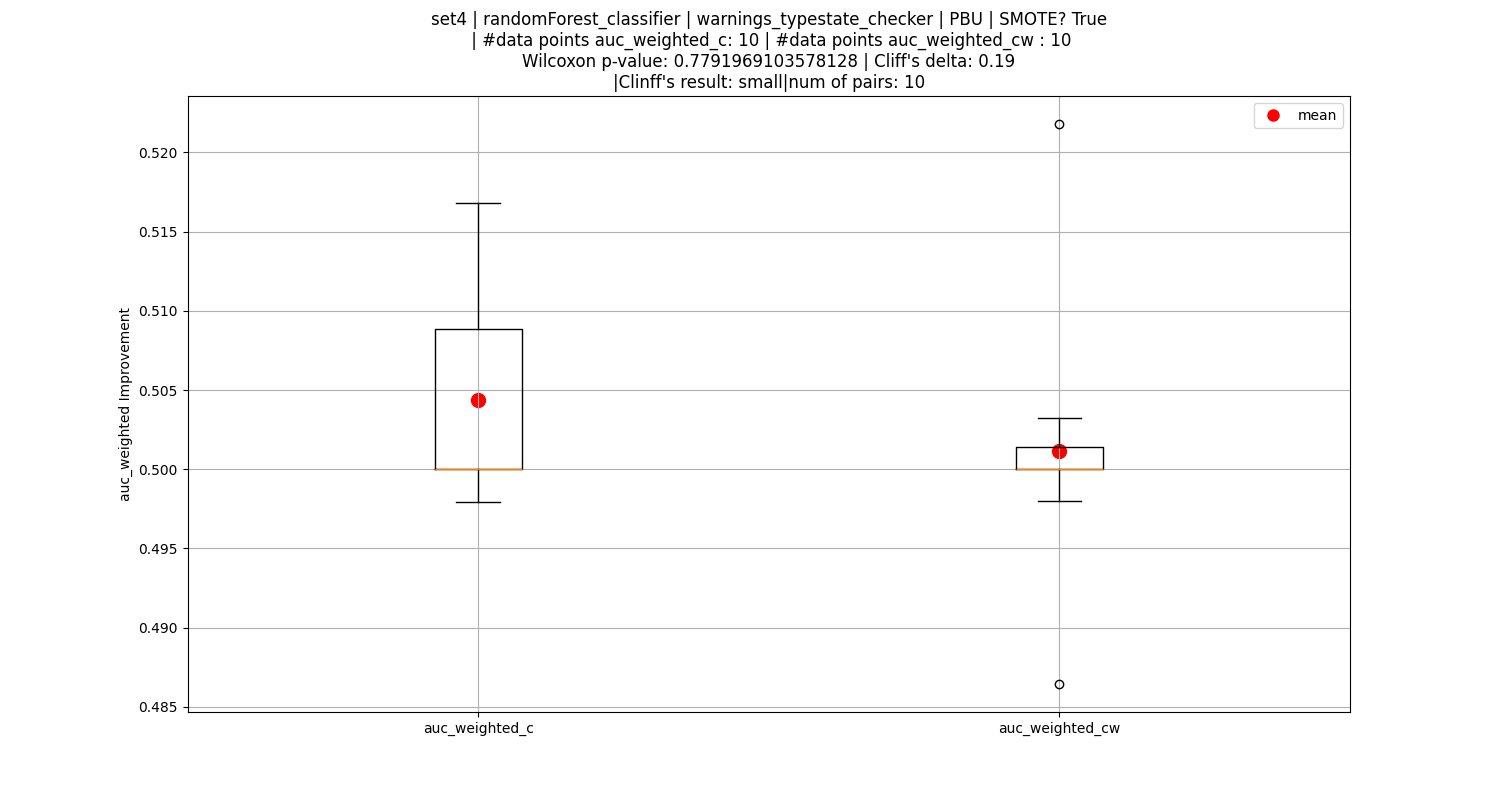 set4 | randomForest_classifier | warnings_typestate_checker | PBU | SMOTE? True
| #data points auc_weighted_c: 10 | #data points auc_weighted_cw : 10
Wilcoxon p-value: 0.7791969103578128 | Cliff's delta: 0.19
|Clinff's result: small|num of pairs: 10
mean
0.520
0.515
0.510
0.505
0.500
0.495
0.490
0.485
auc_weighted Improvement
auc_weighted_c
auc_weighted_cw